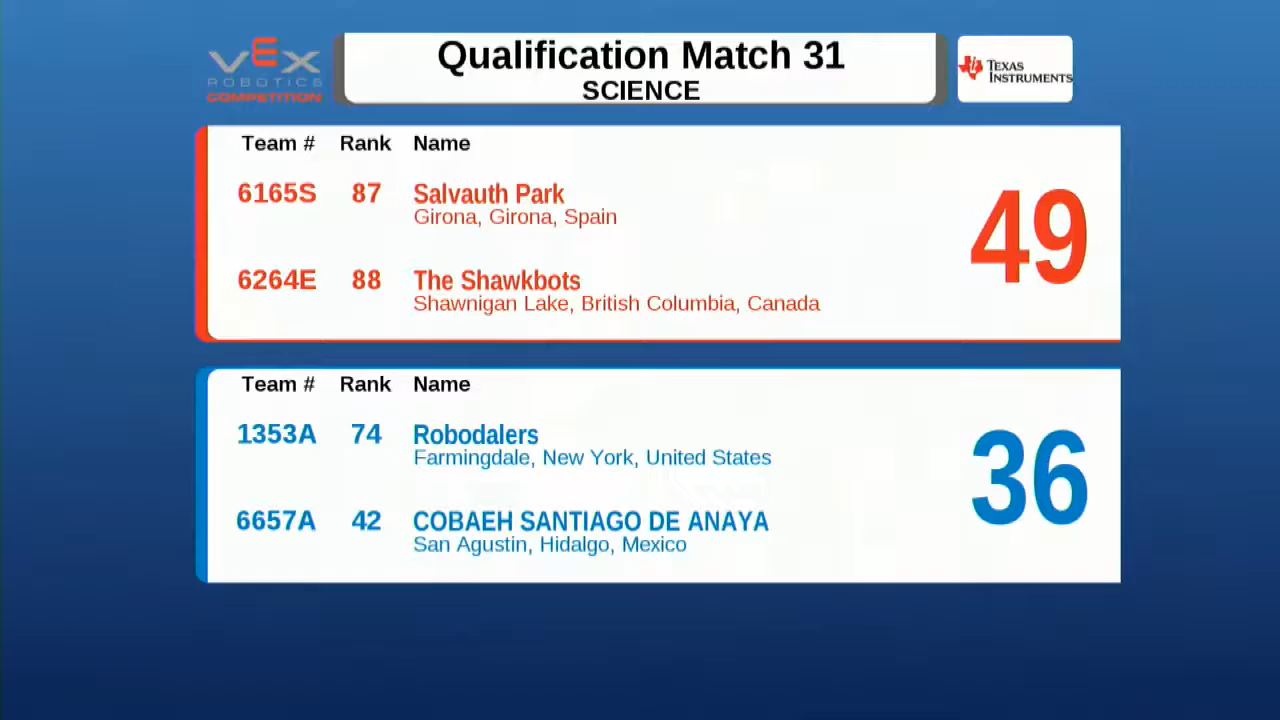 VEX
ROBOTICS
COMPETITION
Qualification Match 31
SCIENCE
TEXAS
INSTRUMENTS
Team # Rank Name
6165S 87 Salvauth Park
Girona, Girona, Spain
49
6264E 88 The Shawkbots
Shawnigan Lake, British Columbia, Canada
Team # Rank Name
1353A 74 Robodalers
Farmingdale, New York, United States
36
6657A 42 COBAEH SANTIAGO DE ANAYA
San Agustin, Hidalgo, Mexico